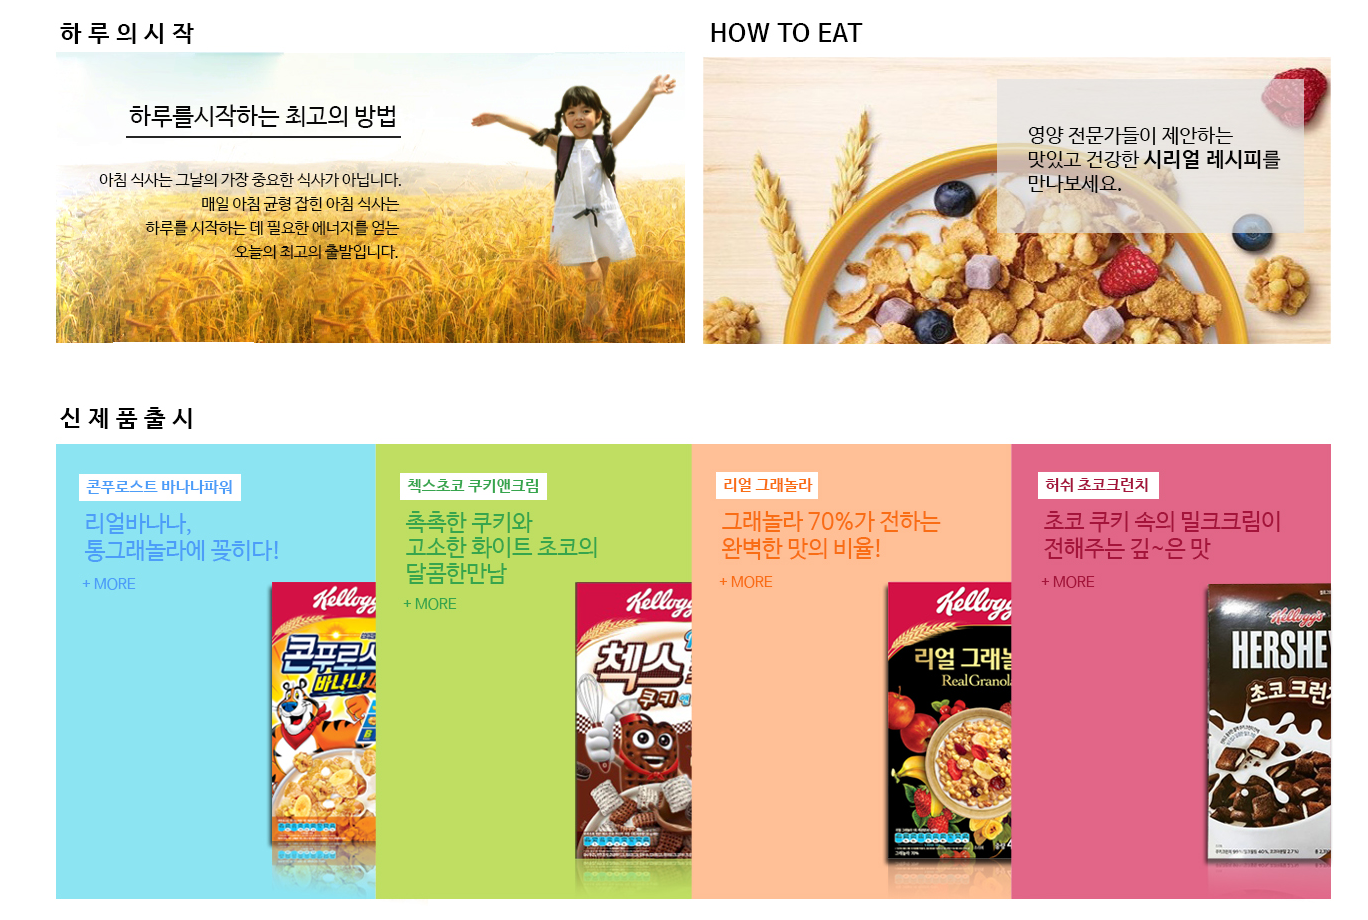 하루의시작
하루를시작하는 최고의 방법
아침 식사는 그날의 가장 중요한 식사가 아닙니다.
매일 아침 균형 잡힌 아침 식사는
하루를 시작하는 데 필요한 에너지를 얻는
오늘의 최고의 출발입니다.
HOW TO EAT
영양 전문가들이 제안하는
맛있고 건강한 시리얼 레시피를
만나보세요.
신제품출시
콘푸로스트 바나나파워
리얼바나나,
통그래놀라에 꽂히다!
+ MORE
Kellogg
콘푸로스
바나나
첵스초코 쿠키앤크림
촉촉한 쿠키와
고소한 화이트 초코의
달콤한만남
+ MORE
Kellogg
첵스
쿠키
리얼 그래놀라
그래놀라 70%가 전하는
완벽한 맛의 비율!
+ MORE
Kellogg
리얼 그래놀
Real Granola
그래놀라 70%
허쉬 초코크런치
초코 쿠키 속의 밀크크림이
전해주는 깊~은 맛
+ MORE
Kellogg's
HERSHEY
초코크런치